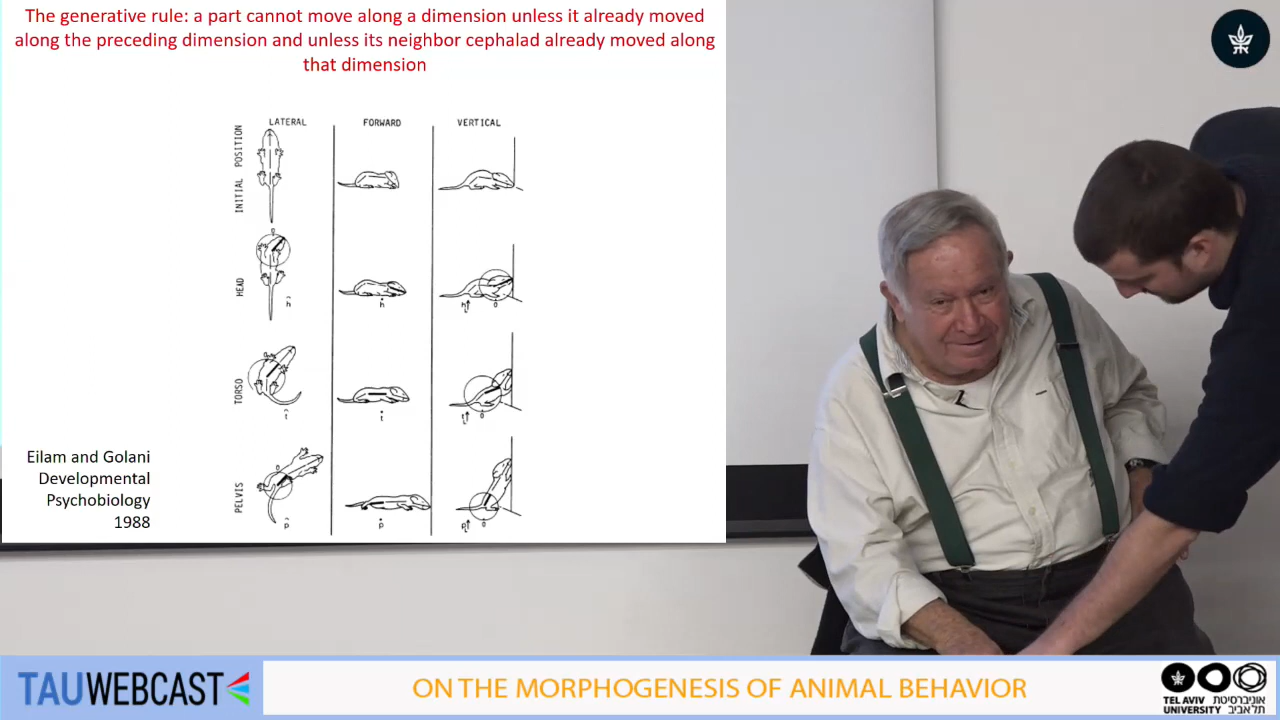 The generative rule: a part cannot move along a dimension unless it already moved
along the preceding dimension and unless its neighbor cephalad already moved along
that dimension
LATERAL FORWARD VERTICAL
INITIAL POSITION
HEAD
TORSO
PELVIS
Eilam and Golani
Developmental
Psychobiology
1988
TAUWEBCAST
ON THE MORPHOGENESIS OF ANIMAL BEHAVIOR
TEL AVIV אוניברסיטת
UNIVERSITY תל אביב